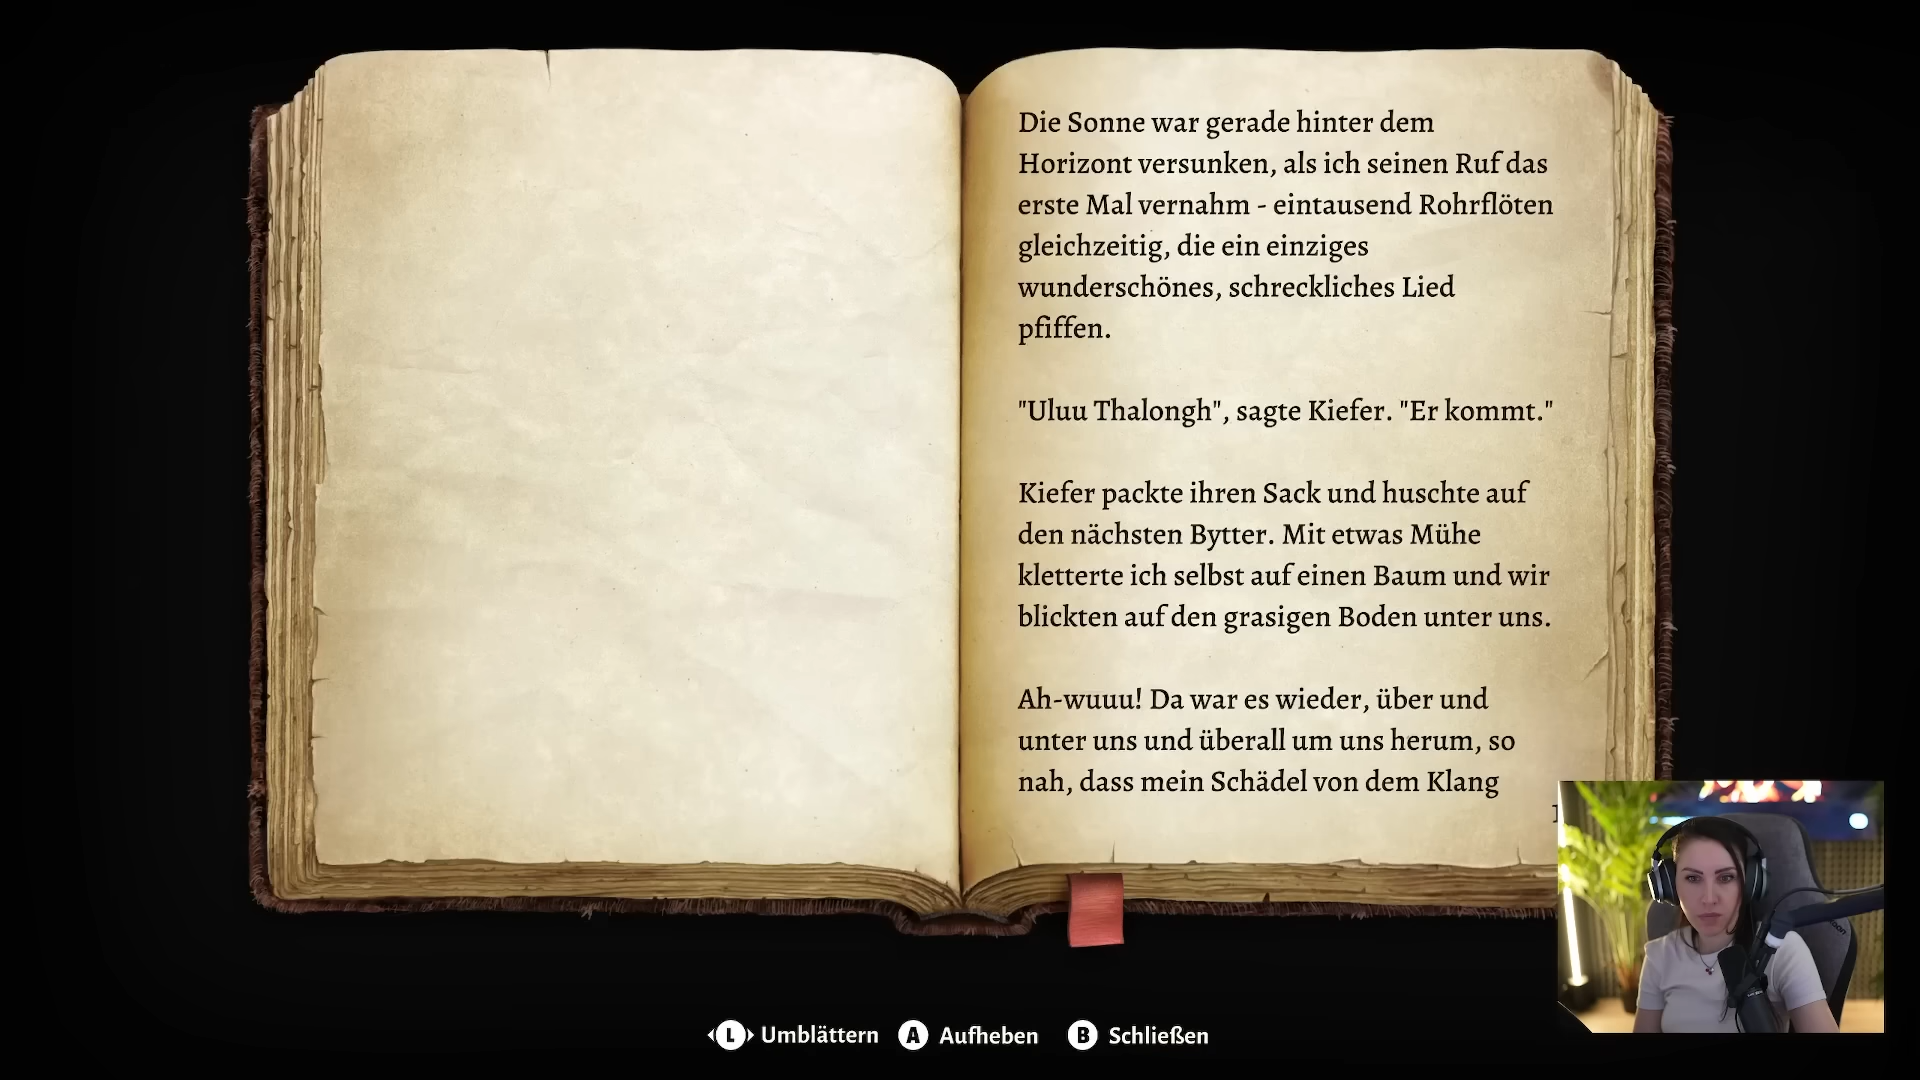 Die Sonne war gerade hinter dem
Horizont versunken, als ich seinen Ruf das
erste Mal vernahm - eintausend Rohrflöten
gleichzeitig, die ein einziges
wunderschönes, schreckliches Lied
pfiffen.
"Uluu Thalongh", sagte Kiefer. "Er kommt."
Kiefer packte ihren Sack und huschte auf
den nächsten Bytter. Mit etwas Mühe
kletterte ich selbst auf einen Baum und wir
blickten auf den grasigen Boden unter uns.
Ah-wuuu! Da war es wieder, über und
unter uns und überall um uns herum, so
nah, dass mein Schädel von dem Klang
L Umblättern A Aufheben B Schließen